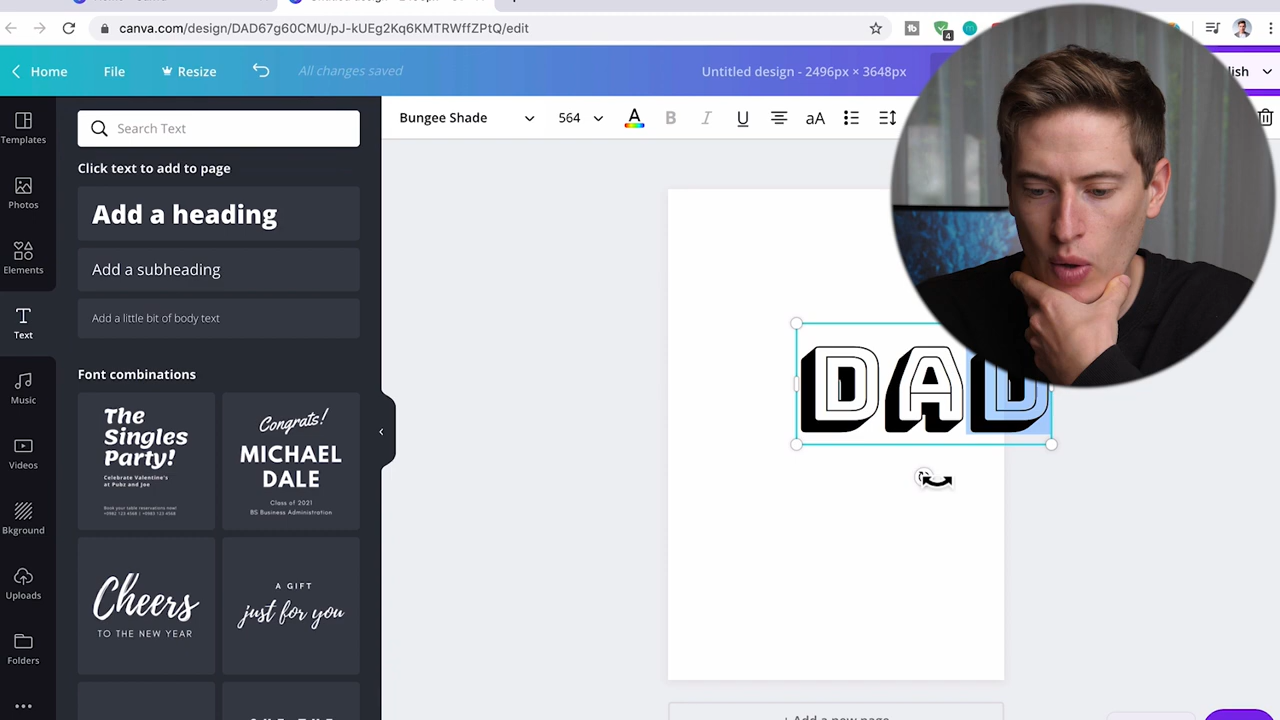 canva.com/design/DAD67q60CMU/pJ-kUEg2Kq6KMTRWffZPtQ/edit
4
Home
File
Resize
All changes saved
Untitled design - 2496px × 3648px
Templates
Photos
Elements
Text
Music
Videos
Bkground
Uploads
Folders
Search Text
Click text to add to page
Add a heading
Add a subheading
Add a little bit of body text
Font combinations
The
Singles
Party!
Celebrate Valentine's
at Pubz and Joe
Congrats!
MICHAEL
DALE
Class of 2021
BS Business Administration
Cheers
TO THE NEW YEAR
A GIFT
just for you
Bungee Shade
564
A
B
I
U
aA
DAD
+ Add a new page